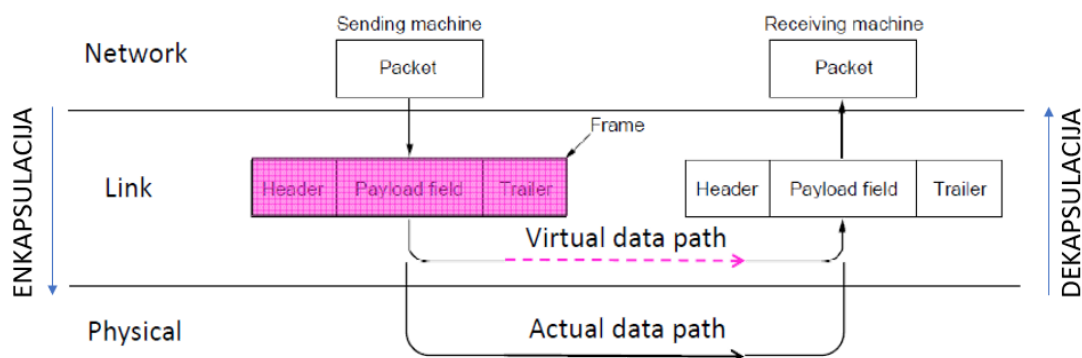 Sending machine
Receiving machine
Network
Packet
Packet
ENKAPSULACIJA
DEKAPSULACIJA
Frame
Link
Header
Payload field
Trailer
Header
Payload field
Trailer
Virtual data path
Physical
Actual data path